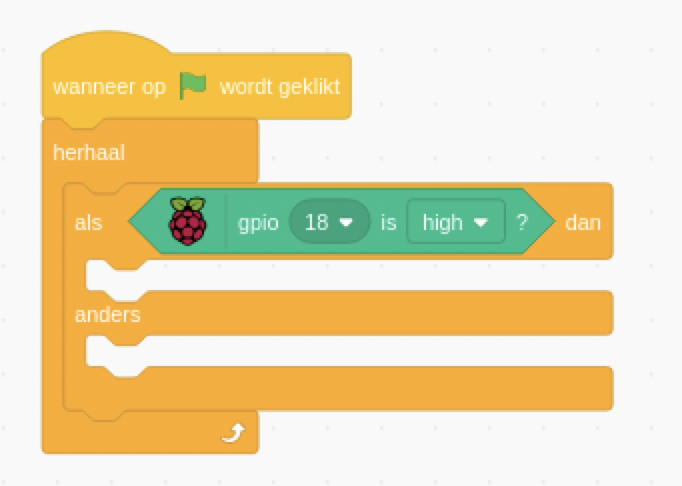 wanneer op wordt geklikt
herhaal
als gpio 18 is high ? dan
anders